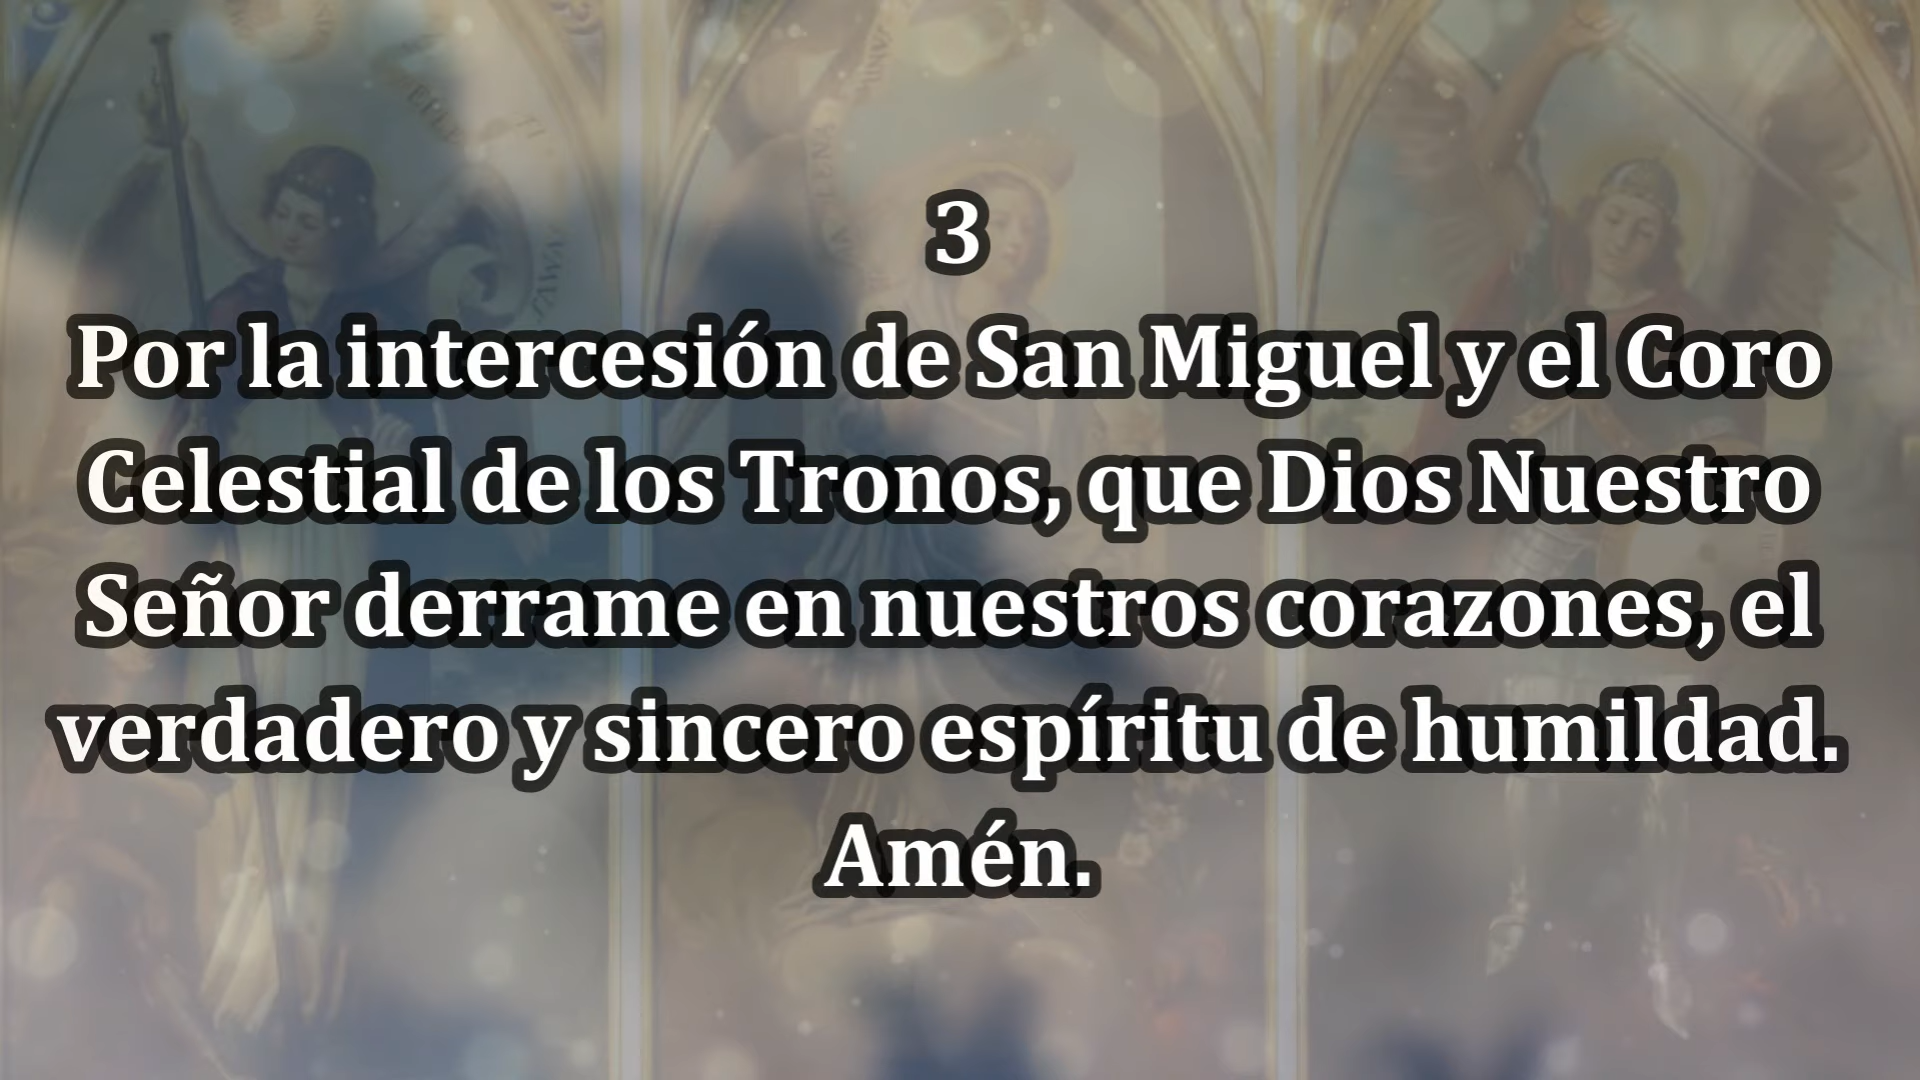 3
Por la intercesión de San Miguel y el Coro
Celestial de los Tronos, que Dios Nuestro
Señor derrame en nuestros corazones, el
verdadero y sincero espíritu de humildad.
Amén.